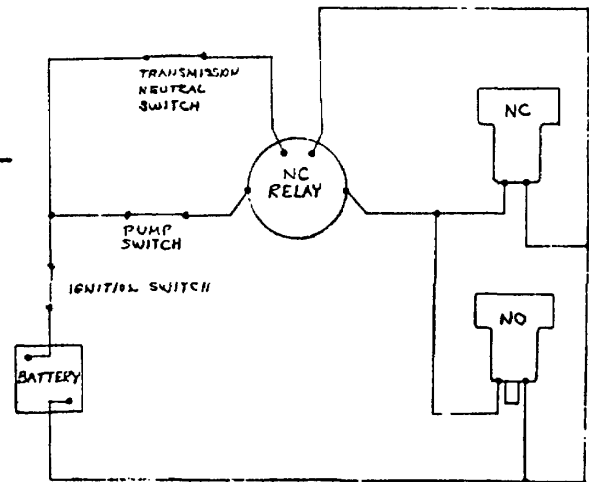 TRANSMISSION
NEUTRAL
SWITCH
NC
RELAY
NC
PUMP
SWITCH
IGNITION SWITCH
NO
BATTERY